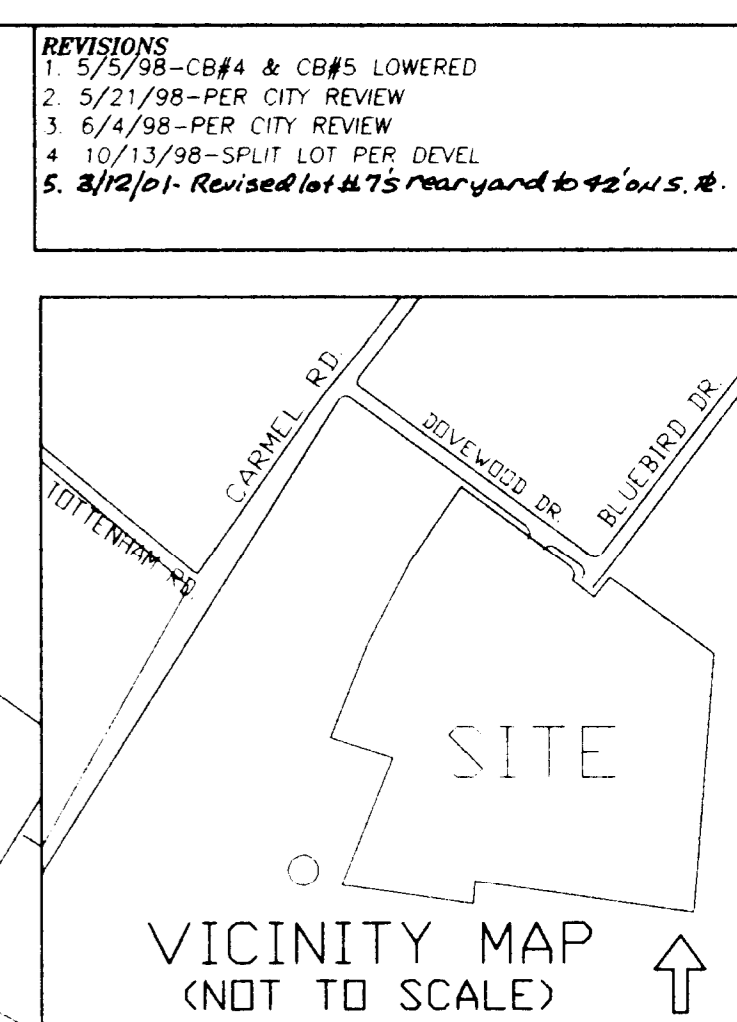 REVISIONS
1. 5/5/98-CB#4 & CB#5 LOWERED
2. 5/21/98-PER CITY REVIEW
3. 6/4/98-PER CITY REVIEW
4 10/13/98-SPLIT LOT PER DEVEL
5. 3/12/01- Revised lot #7's rear yard to 42' on
CARMEL RD.
DOVEWOOD DR.
BLUEBIRD DR.
TOTTENHAM RD.
SITE
VICINITY MAP
(NOT TO SCALE)